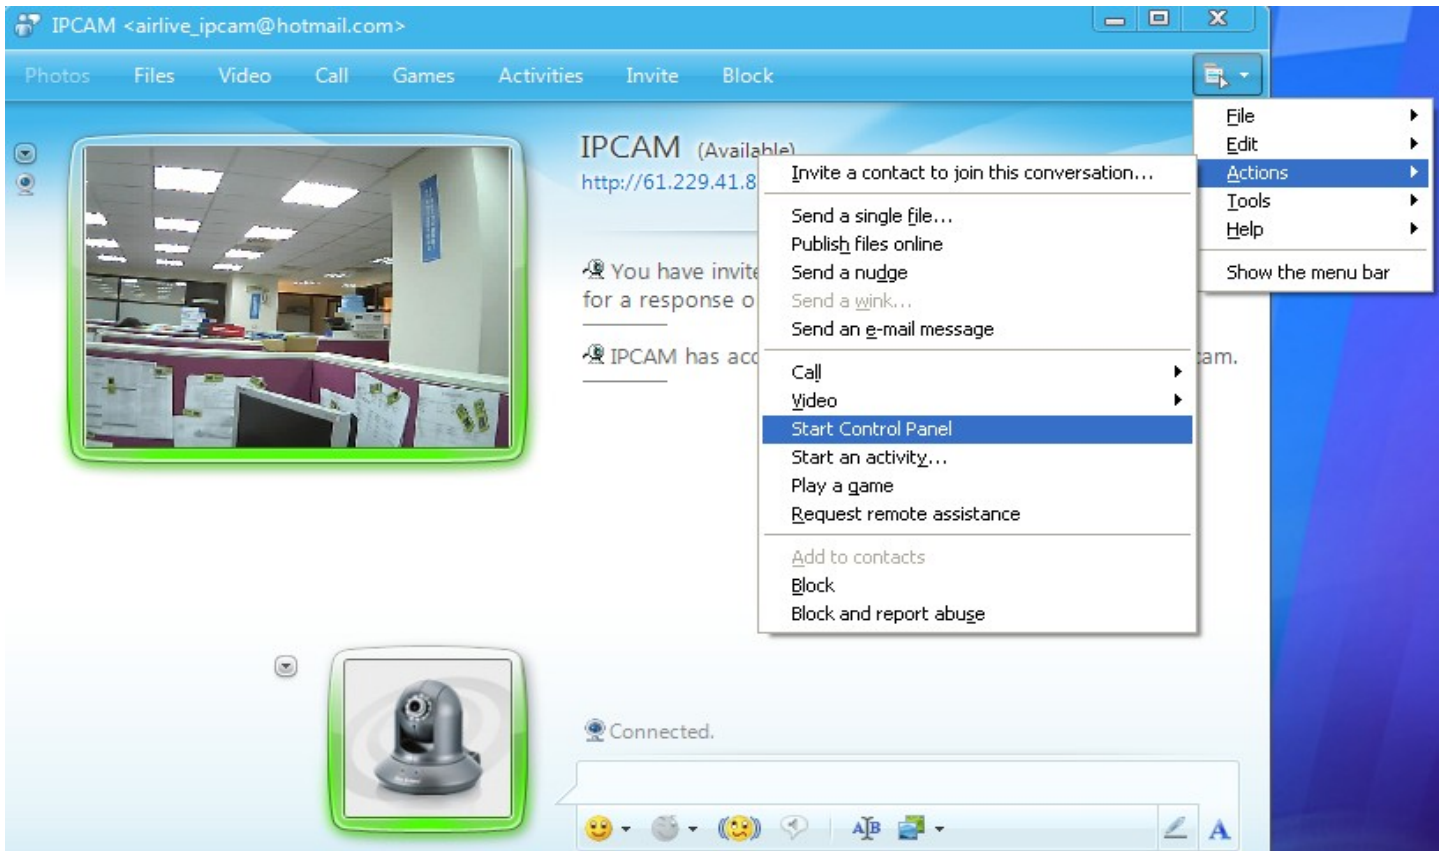 IPCAM <airlive_ipcam@hotmail.com>
Photos Files Video Call Games Activities Invite Block
File
Edit
Actions
Tools
Help
Show the menu bar
IPCAM (Available)
http://61.229.41.8
You have invite
for a response o
IPCAM has acc
cam.
Invite a contact to join this conversation...
Send a single file...
Publish files online
Send a nudge
Send a wink...
Send an e-mail message
Call
Video
Start Control Panel
Start an activity...
Play a game
Request remote assistance
Add to contacts
Block
Block and report abuse
Connected.
A B
A